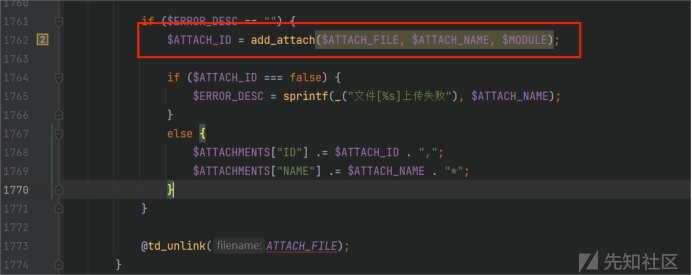 1760
1761 if ($ERROR_DESC == "") {
1762 2 $ATTACH_ID = add_attach($ATTACH_FILE, $ATTACH_NAME, $MODULE);
1763
1764 if ($ATTACH_ID === false) {
1765 $ERROR_DESC = sprintf(_("文件[%s]上传失败"), $ATTACH_NAME);
1766 }
1767 else {
1768 $ATTACHMENTS["ID"] .= $ATTACH_ID . ",";
1769 $ATTACHMENTS["NAME"] .= $ATTACH_NAME . "*";
1770 }
1771 }
1772
1773 @td_unlink( filename: ATTACH_FILE);
1774 }
先知社区